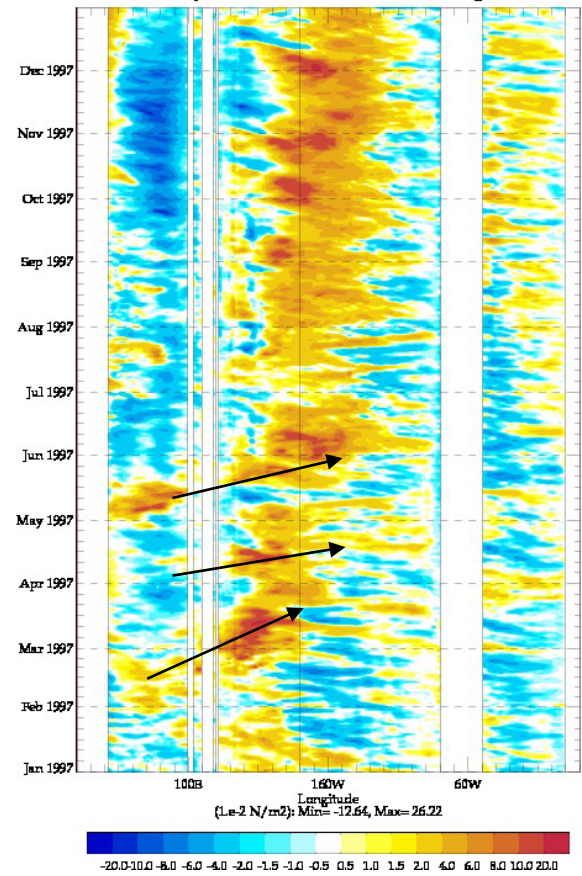 Dec 1997
Nov 1997
Oct 1997
Sep 1997
Aug 1997
Jul 1997
Jun 1997
May 1997
Apr 1997
Mar 1997
Feb 1997
Jan 1997
100E 160W 60W
Longitude
(1.e-2 N/m2): Min= -12.64, Max= 26.22
-20.0 -10.0 -8.0 -6.0 -4.0 -2.0 -1.5 -1.0 -0.5 0.5 1.0 1.5 2.0 4.0 6.0 8.0 10.0 20.0